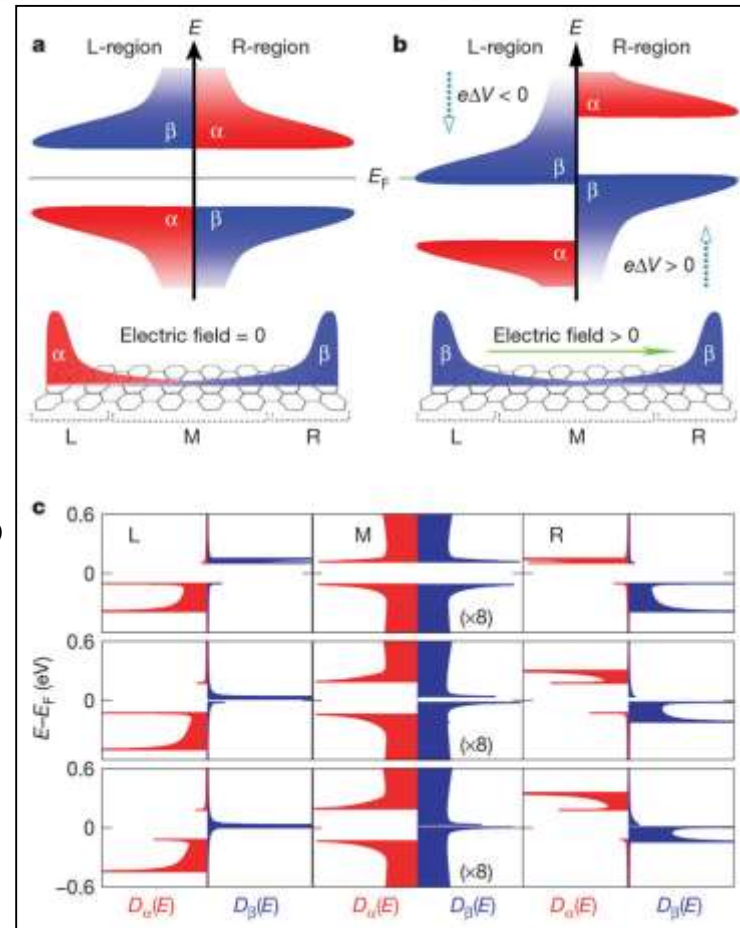 a
L-region
E
R-region
β
α
α
β
Electric field = 0
α
β
L
M
R
b
L-region
E
R-region
eΔV < 0
α
β
E_F
β
α
eΔV > 0
Electric field > 0
β
β
L
M
R
c
0.6
L
M
R
0
(×8)
0.6
0
(×8)
0.6
0
(×8)
−0.6
E–E_F (eV)
D_α(E) D_β(E) D_α(E) D_β(E) D_α(E) D_β(E)